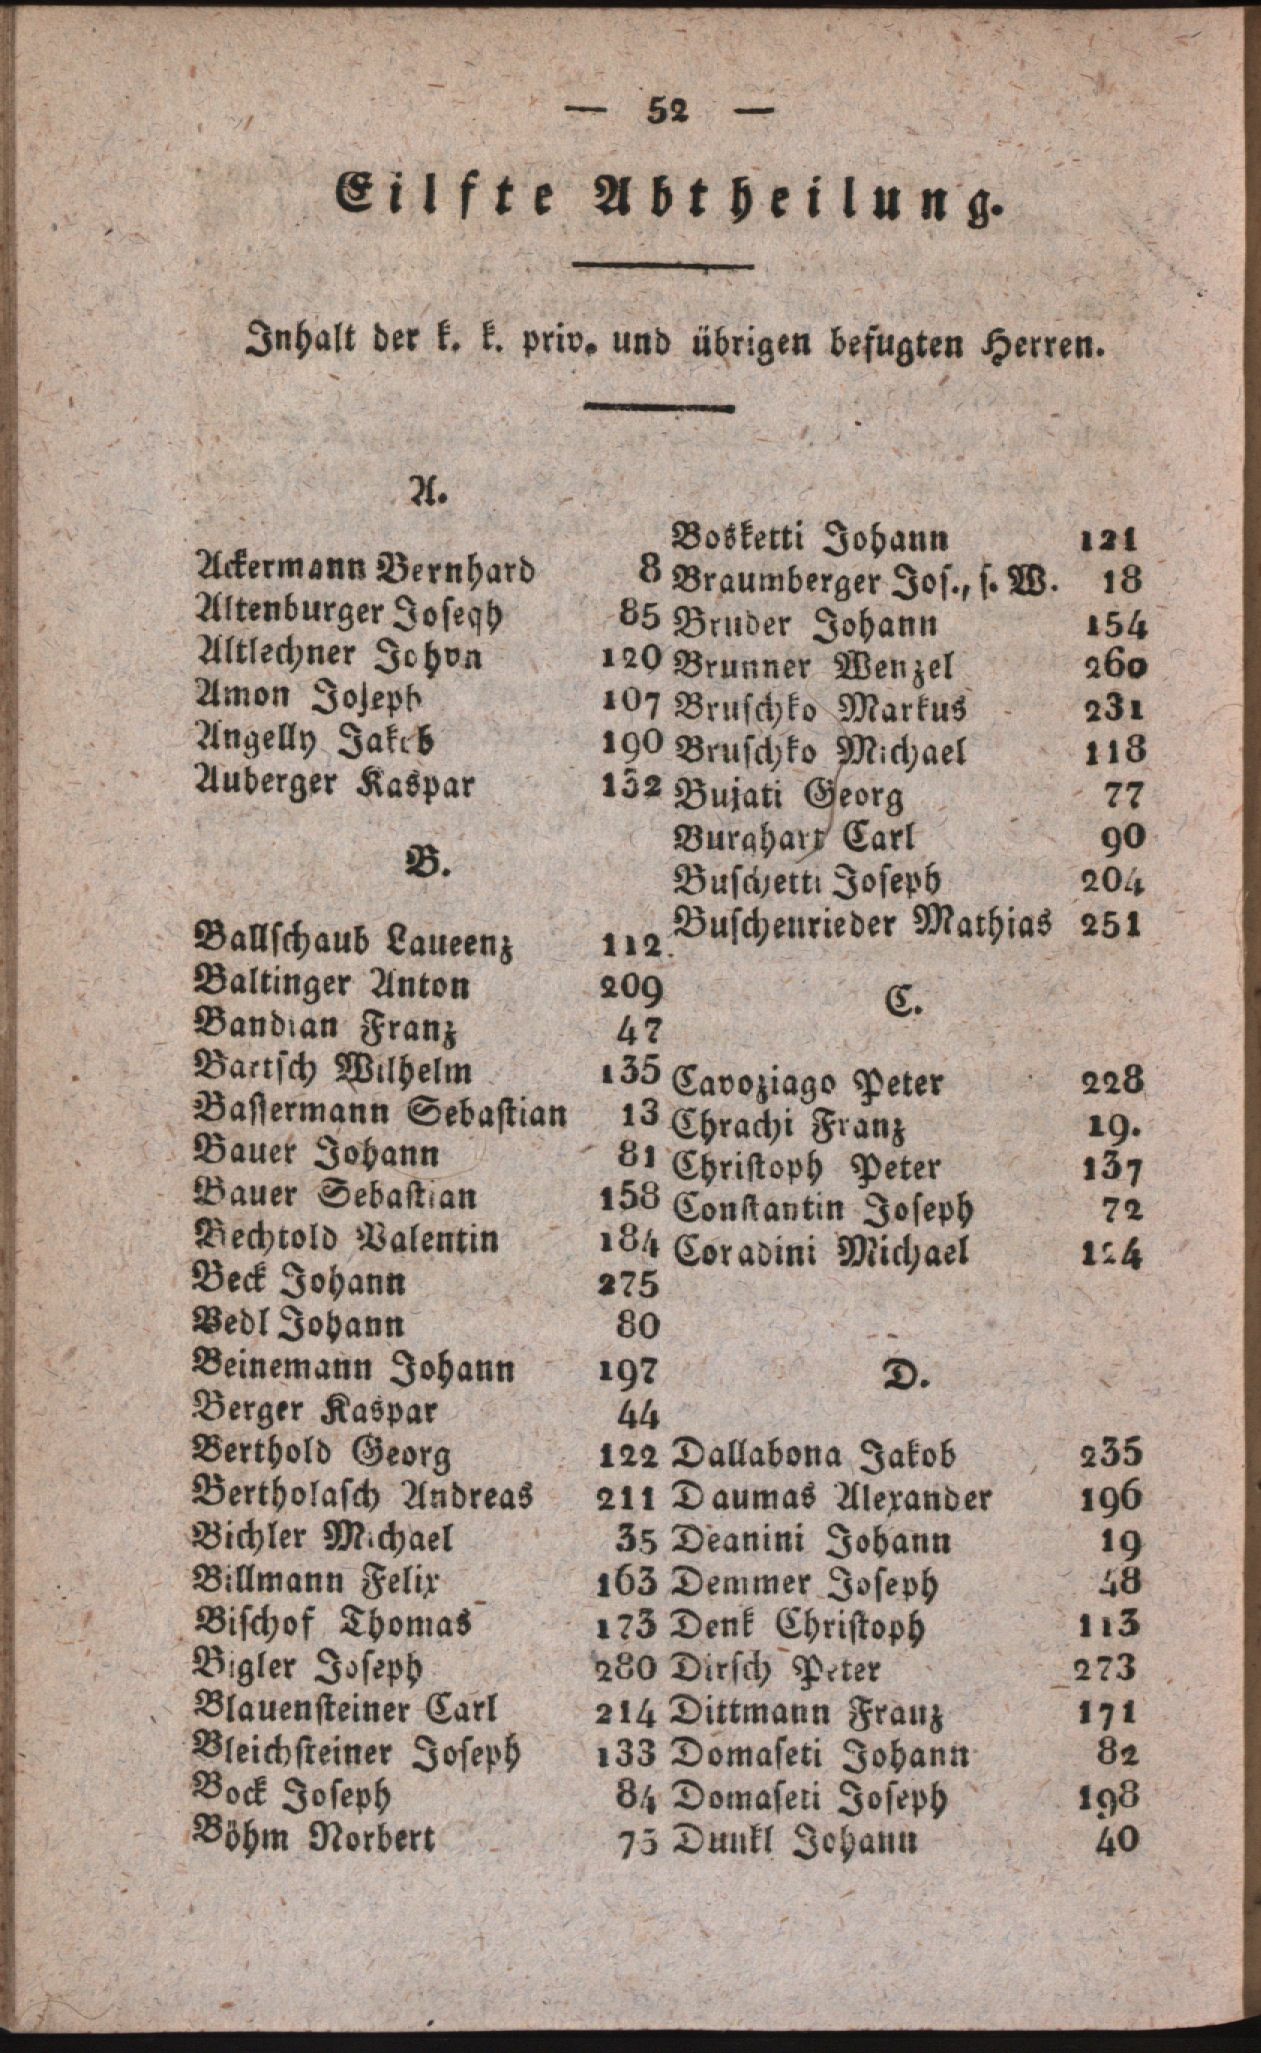 — 52 —
Eilfte Abtheilung.
Inhalt der k. k. priv. und übrigen befugten Herren.
A.
Ackermann Bernhard 8
Altenburger Joseqh 85
Altlechner Johvn 120
Amon Joseph 107
Angelly Jakob 190
Auberger Kaspar 132
B.
Ballschaub Laueenz 112
Baltinger Anton 209
Bandian Franz 47
Bartsch Wilhelm 135
Bassermann Sebastian 13
Bauer Johann 81
Bauer Sebastian 158
Bechtold Valentin 184
Beck Johann 275
Bedl Johann 80
Beinemann Johann 197
Berger Kaspar 44
Berthold Georg 122
Bertholasch Andreas 211
Bichler Michael 35
Billmann Felix 163
Bischof Thomas 173
Bigler Joseph 280
Blauensteiner Carl 214
Bleichsteiner Joseph 133
Bock Joseph 84
Böhm Norbert 75
Bosketti Johann 121
Braumberger Jos., s. W. 18
Bruder Johann 154
Brunner Wenzel 260
Bruschko Markus 231
Bruschko Michael 118
Bujati Georg 77
Burghart Carl 90
Buschetti Joseph 204
Buschenrieder Mathias 251
C.
Cavoziago Peter 228
Chrachi Franz 19.
Christoph Peter 137
Constantin Joseph 72
Coradini Michael
D.
Dallabona Jakob 235
Daumas Alexander 196
Deanini Johann 19
Demmer Joseph 48
Denk Christoph 113
Dirsch Peter 273
Dittmann Franz 171
Domaseti Johann 82
Domaseti Joseph 198
Dunkl Johann 40